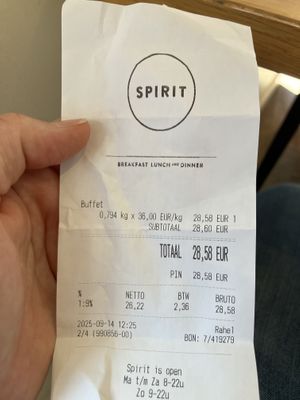 SPIRIT
BREAKFAST LUNCH AND DINNER
Buffet
0,794 kg x 36,00 EUR/kg 28,58 EUR 1
SUBTOTAAL 28,60 EUR
TOTAAL 28,58 EUR
PIN 28,58 EUR
% NETTO BTW BRUTO
1:9% 26,22 2,36 28,58
2025-09-14 12:25 Rahel
2/4 (990856-00) BON: 7/419279
Spirit is open
Ma t/m Za 8-22u
Zo 9-22u